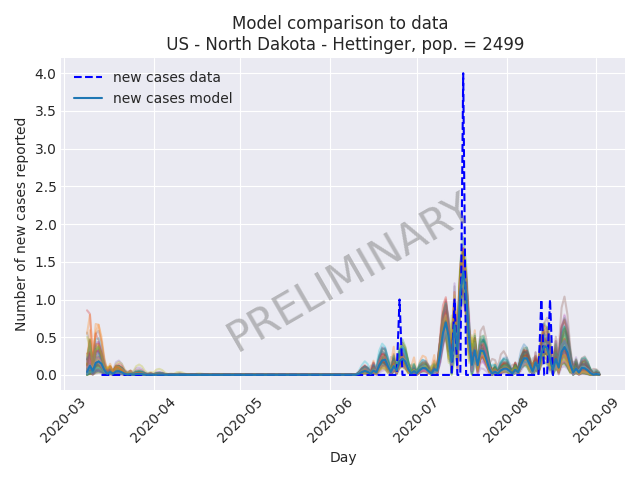 Model comparison to data
US - North Dakota - Hettinger, pop. = 2499
new cases data
new cases model
PRELIMINARY
Number of new cases reported
4.0
3.5
3.0
2.5
2.0
1.5
1.0
0.5
0.0
2020-03
2020-04
2020-05
2020-06
2020-07
2020-08
2020-09
Day